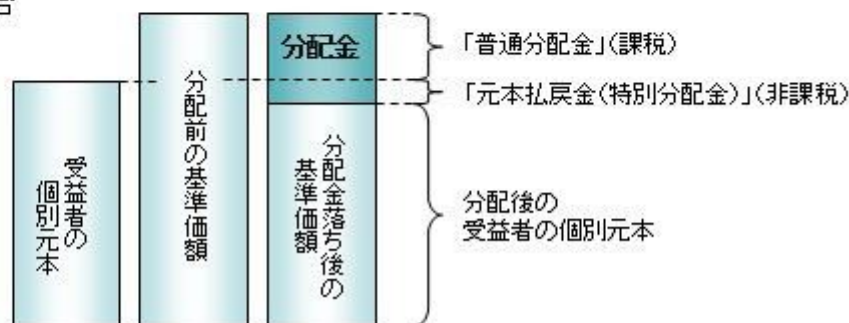 分配金
「普通分配金」(課税)
「元本払戻金(特別分配金)」(非課税)
受益者の
個別元本
分配前の基準価額
分配金落ち後の
基準価額
分配後の
受益者の個別元本